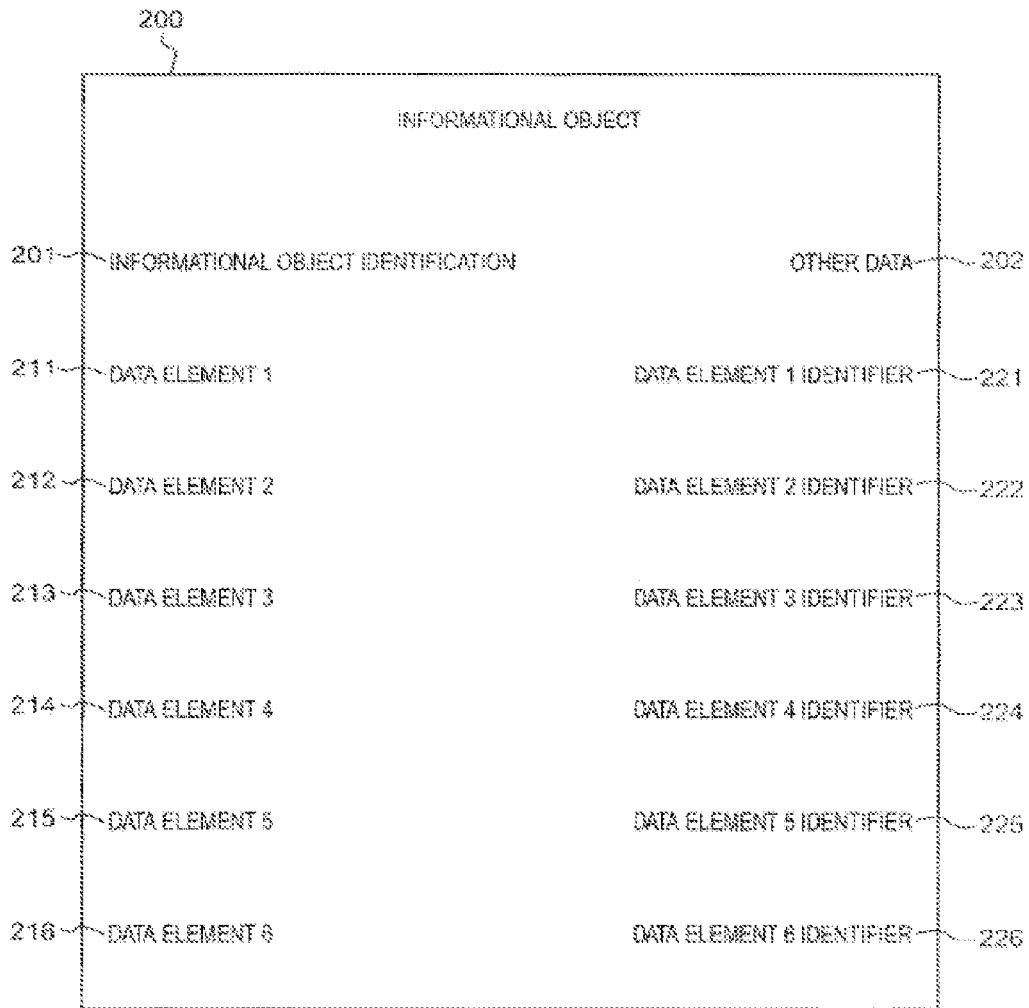 200
INFORMATIONAL OBJECT
201 INFORMATIONAL OBJECT IDENTIFICATION OTHER DATA 202
211 DATA ELEMENT 1 DATA ELEMENT 1 IDENTIFIER 221
212 DATA ELEMENT 2 DATA ELEMENT 2 IDENTIFIER 222
213 DATA ELEMENT 3 DATA ELEMENT 3 IDENTIFIER 223
214 DATA ELEMENT 4 DATA ELEMENT 4 IDENTIFIER 224
215 DATA ELEMENT 5 DATA ELEMENT 5 IDENTIFIER 225
216 DATA ELEMENT 6 DATA ELEMENT 6 IDENTIFIER 226